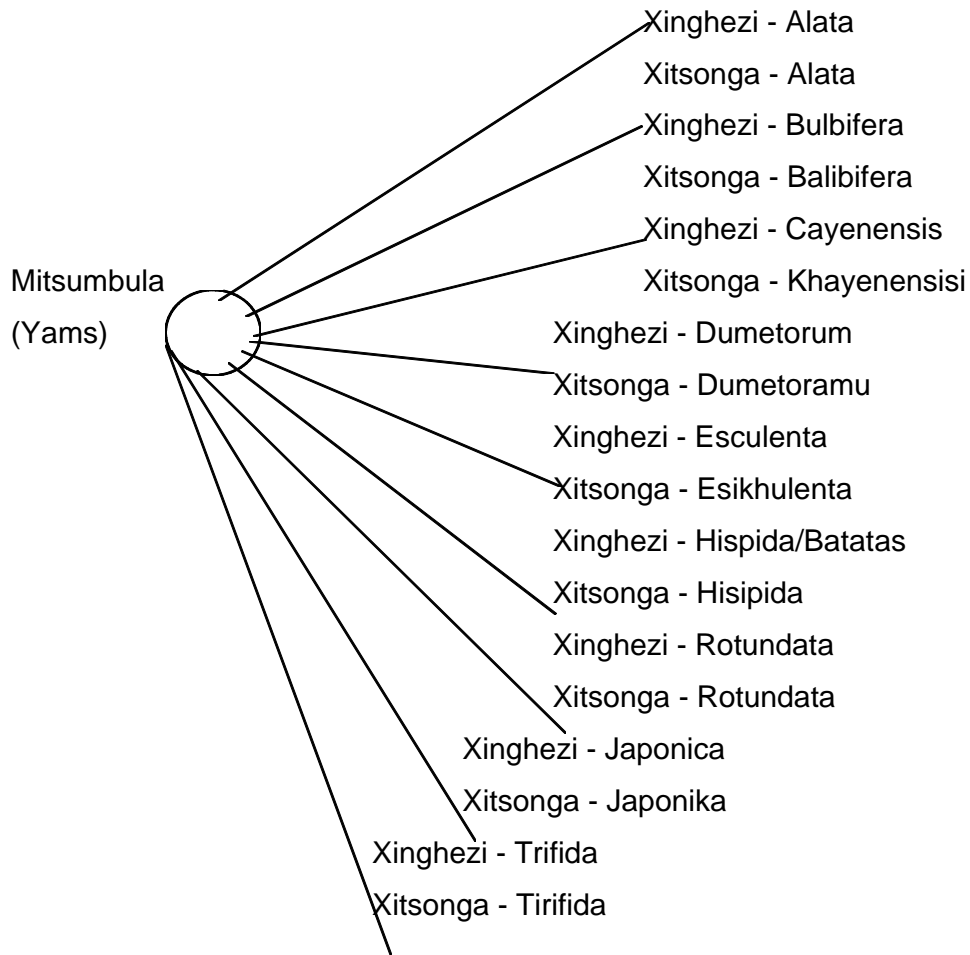 Xinghezi - Alata
Xitsonga - Alata
Xinghezi - Bulbifera
Xitsonga - Balibifera
Xinghezi - Cayenensis
Mitsumbula
Xitsonga - Khayenensisi
(Yams)
Xinghezi - Dumetorum
Xitsonga - Dumetoramu
Xinghezi - Esculenta
Xitsonga - Esikhulenta
Xinghezi - Hispida/Batatas
Xitsonga - Hisipida
Xinghezi - Rotundata
Xitsonga - Rotundata
Xinghezi - Japonica
Xitsonga - Japonika
Xinghezi - Trifida
Xitsonga - Tirifida